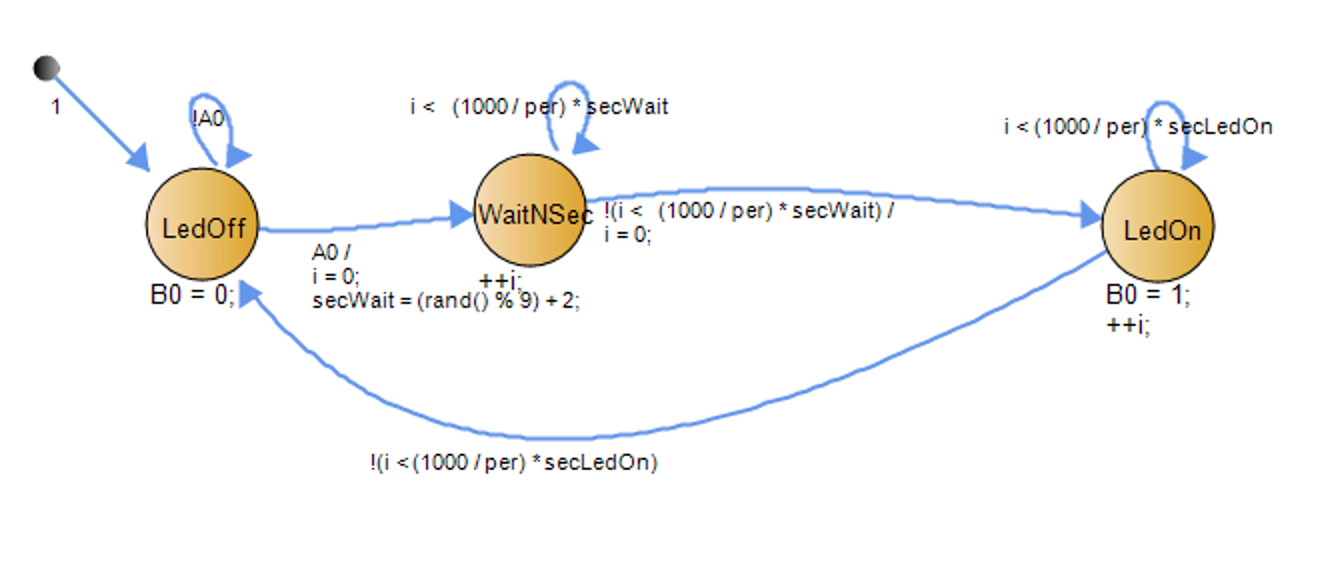 1
!A0
LedOff
B0 = 0;
A0 /
i = 0;
secWait = (rand() % 9) + 2;
i < (1000 / per) * secWait
WaitNSec
++i;
!(i < (1000 / per) * secWait) /
i = 0;
i < (1000 / per) * secLedOn
LedOn
B0 = 1;
++i;
!(i < (1000 / per) * secLedOn)